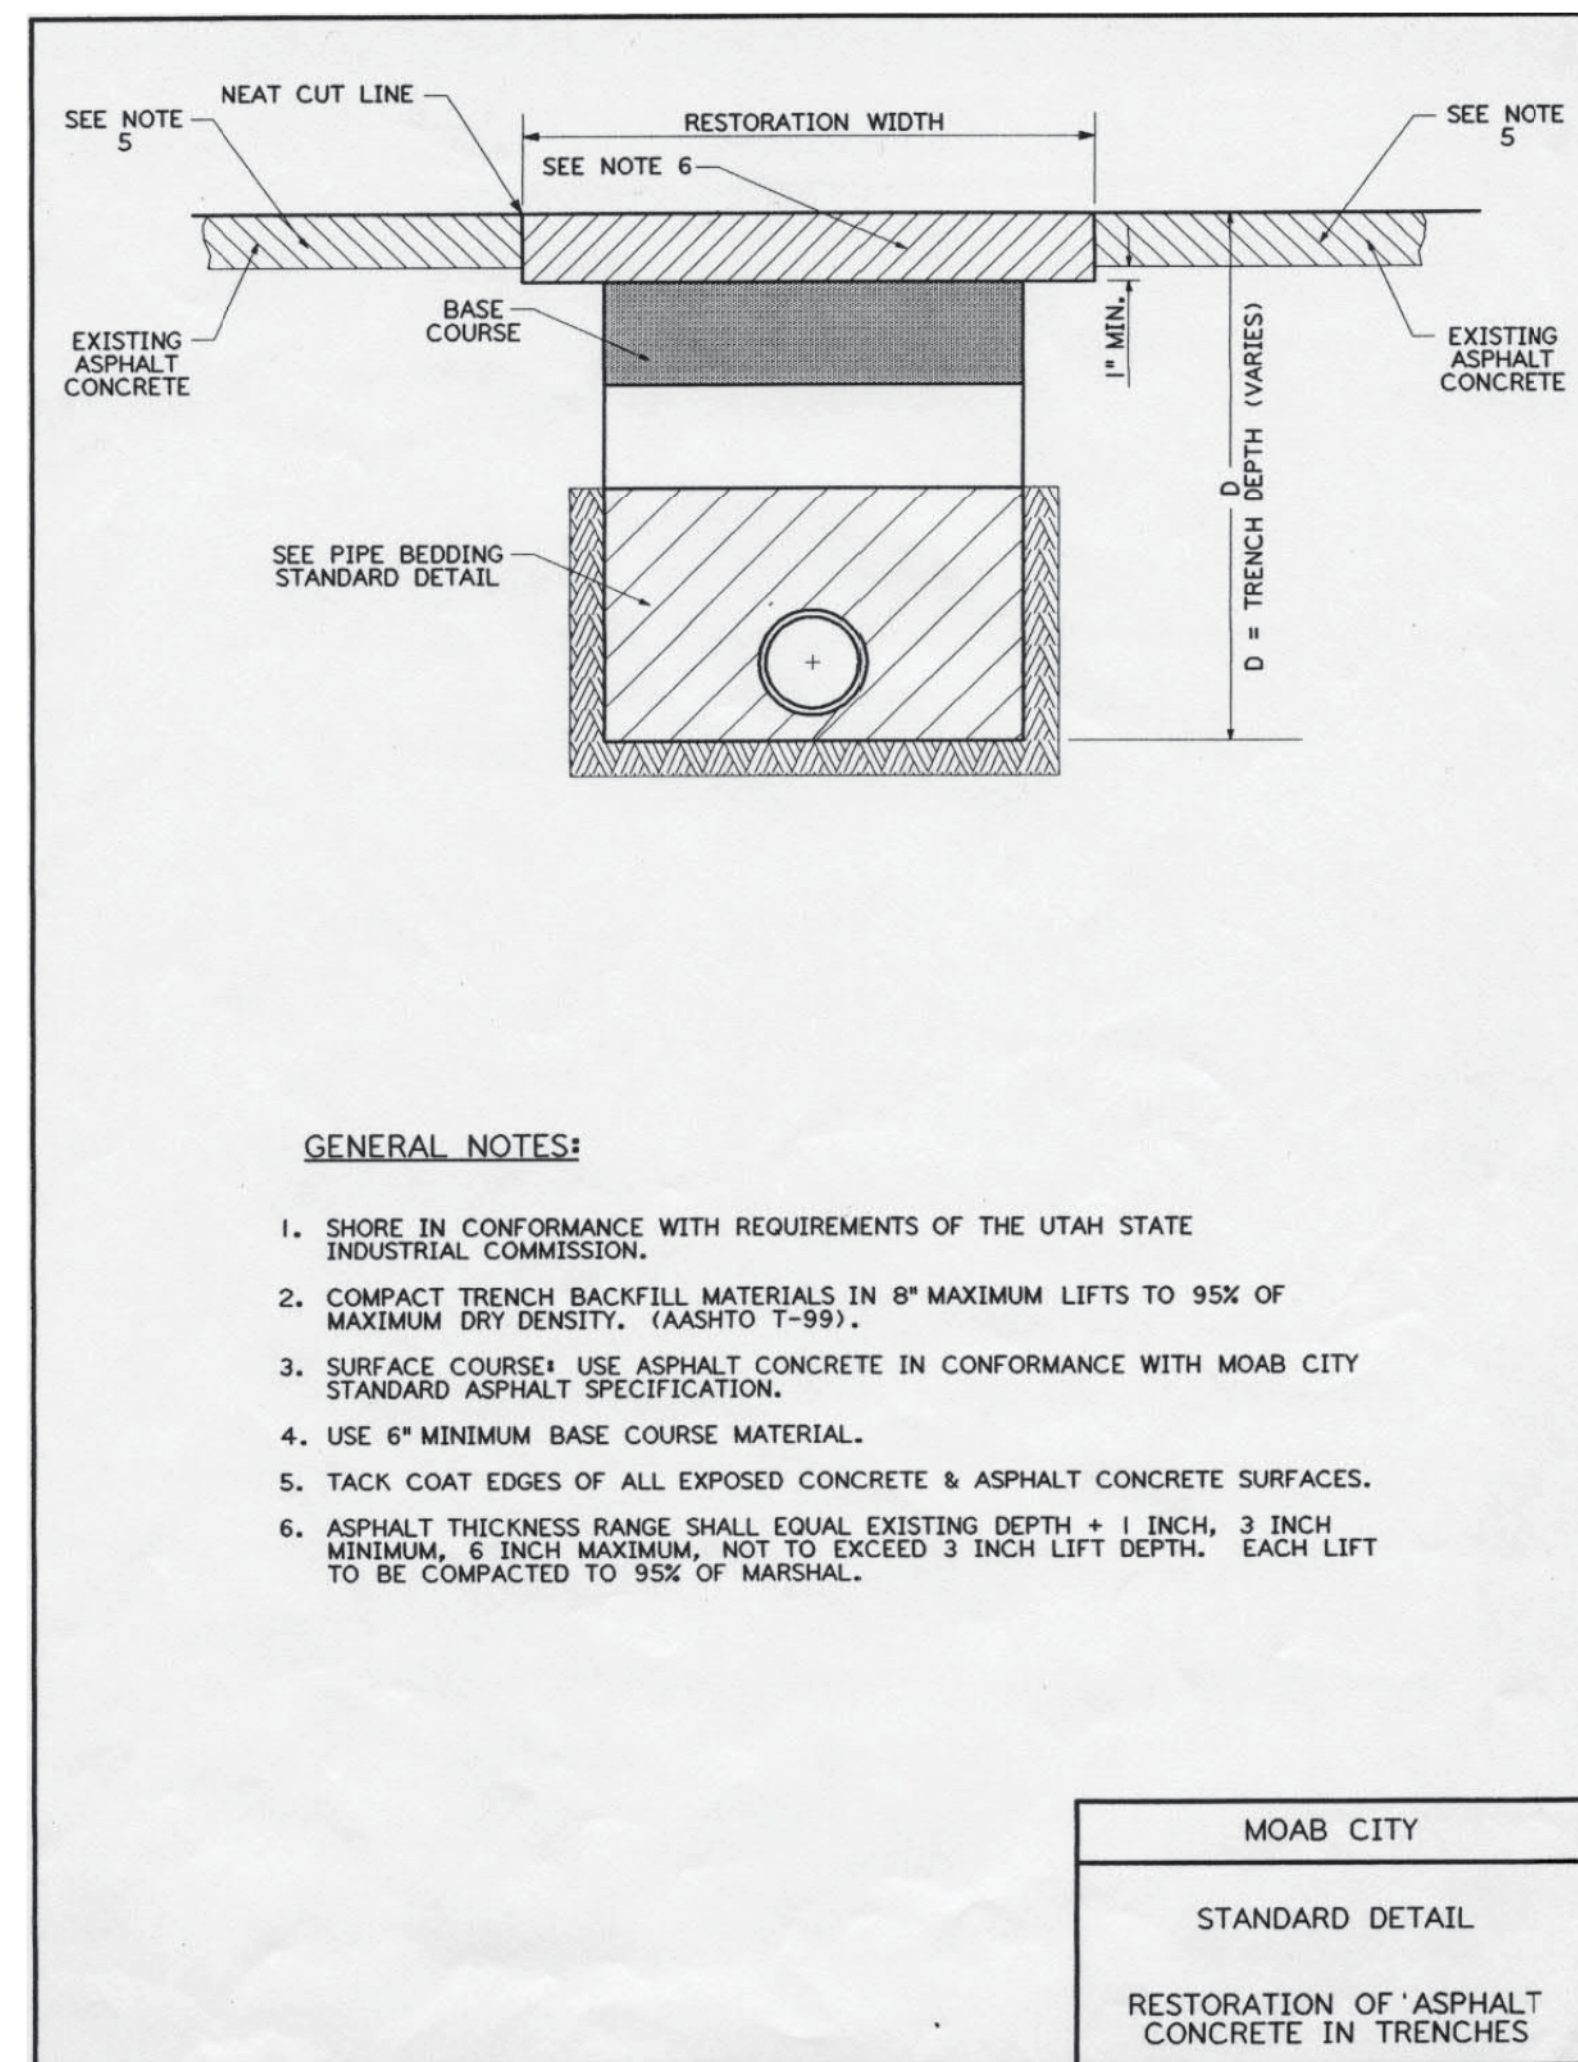 NEAT CUT LINE
SEE NOTE
5
RESTORATION WIDTH
SEE NOTE
5
SEE NOTE 6
BASE
COURSE
EXISTING
ASPHALT
CONCRETE
1" MIN.
D
D = TRENCH DEPTH (VARIES)
EXISTING
ASPHALT
CONCRETE
SEE PIPE BEDDING
STANDARD DETAIL
GENERAL NOTES:
1. SHORE IN CONFORMANCE WITH REQUIREMENTS OF THE UTAH STATE
INDUSTRIAL COMMISSION.
2. COMPACT TRENCH BACKFILL MATERIALS IN 8" MAXIMUM LIFTS TO 95% OF
MAXIMUM DRY DENSITY. (AASHTO T-99).
3. SURFACE COURSE: USE ASPHALT CONCRETE IN CONFORMANCE WITH MOAB CITY
STANDARD ASPHALT SPECIFICATION.
4. USE 6" MINIMUM BASE COURSE MATERIAL.
5. TACK COAT EDGES OF ALL EXPOSED CONCRETE & ASPHALT CONCRETE SURFACES.
6. ASPHALT THICKNESS RANGE SHALL EQUAL EXISTING DEPTH + 1 INCH, 3 INCH
MINIMUM, 6 INCH MAXIMUM, NOT TO EXCEED 3 INCH LIFT DEPTH. EACH LIFT
TO BE COMPACTED TO 95% OF MARSHAL.
MOAB CITY
STANDARD DETAIL
RESTORATION OF ASPHALT
CONCRETE IN TRENCHES